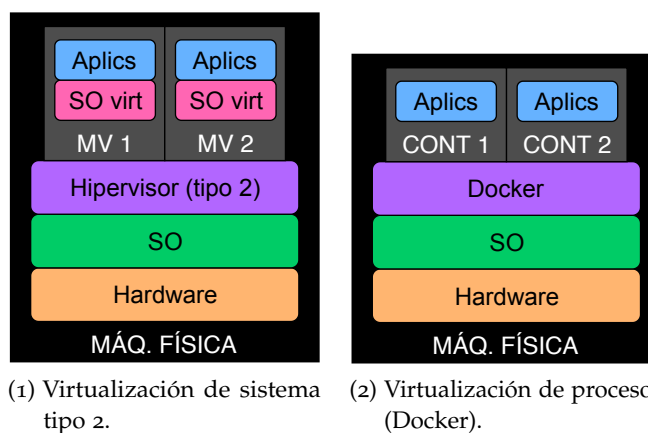 Aplics
Aplics
SO virt
SO virt
MV 1
MV 2
Hipervisor (tipo 2)
SO
Hardware
MÁQ. FÍSICA
(1) Virtualización de sistema
tipo 2.
Aplics
Aplics
CONT 1
CONT 2
Docker
SO
Hardware
MÁQ. FÍSICA
(2) Virtualización de proceso
(Docker).